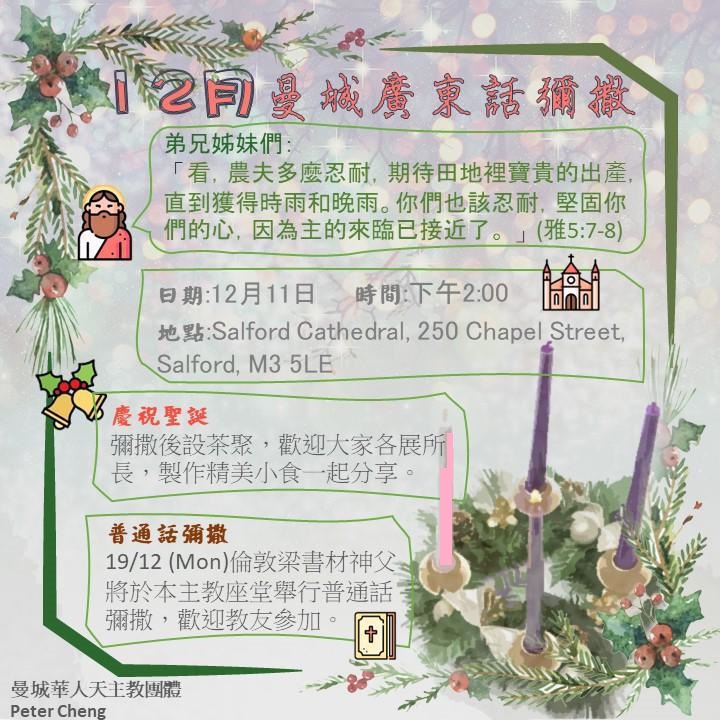 12月曼城廣東話彌撒
弟兄姊妹們:
「看, 農夫多麼忍耐, 期待田地裡寶貴的出產,
直到獲得時雨和晚雨。你們也該忍耐, 堅固你
們的心, 因為主的來臨已接近了。」(雅5:7-8)
日期:12月11日 時間:下午2:00
地點:Salford Cathedral, 250 Chapel Street,
Salford, M3 5LE
慶祝聖誕
彌撒後設茶聚，歡迎大家各展所
長，製作精美小食一起分享。
普通話彌撒
19/12 (Mon)倫敦梁書材神父
將於本主教座堂舉行普通話
彌撒，歡迎教友參加。
曼城華人天主教團體
Peter Cheng